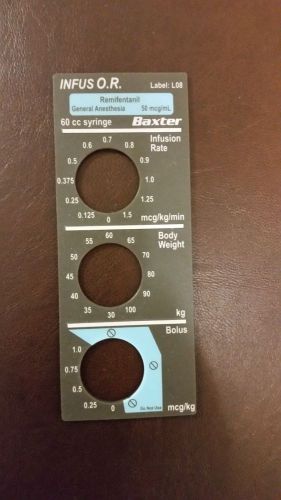 INFUS O.R. Label: L08
Remifentanil
General Anesthesia 50 mcg/mL
60 cc syringe Baxter
Infusion
Rate
0.7
0.6 0.8
0.5 0.9
0.375 1.0
0.25 1.25
0.125 0 1.5 mcg/kg/min
Body
Weight
60
55 65
50 70
45 80
40 90
35 30 100 kg
Bolus
1.0
0.75
0.5
0.25 0 Do Not Use mcg/kg